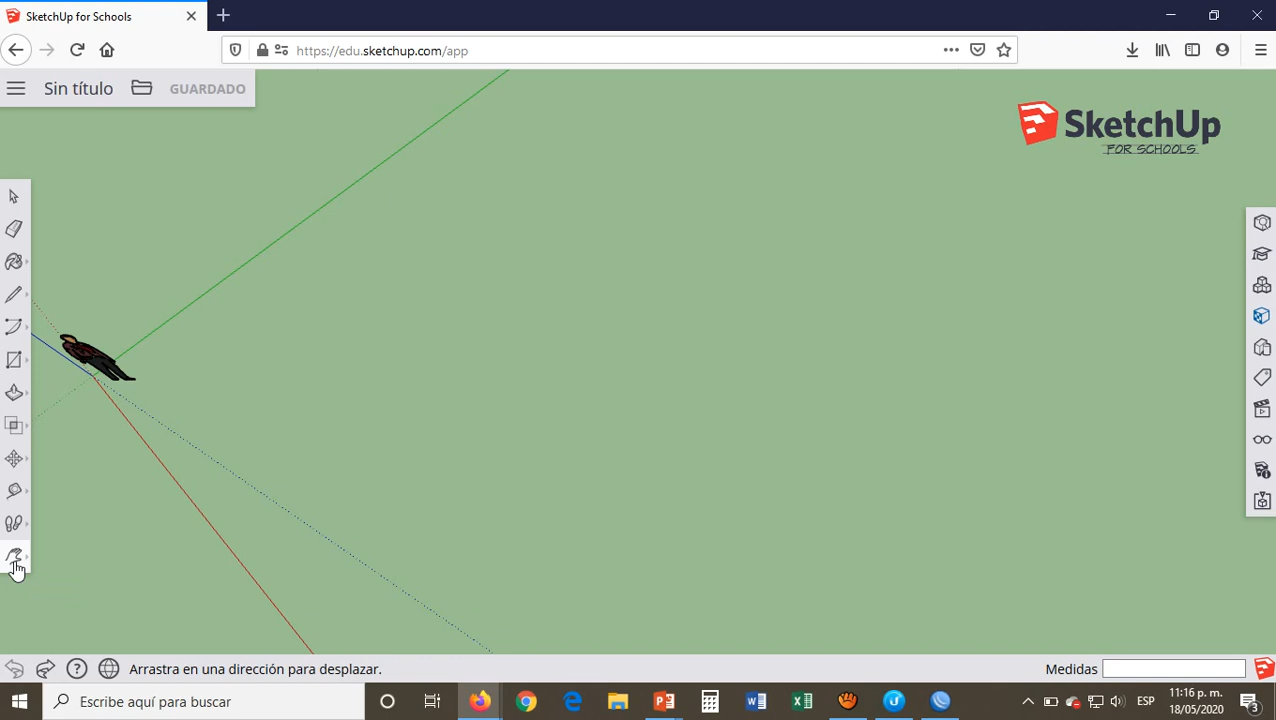 SketchUp for Schools
https://edu.sketchup.com/app
Sin título
GUARDADO
SketchUp
FOR SCHOOLS
Arrastra en una dirección para desplazar.
Medidas
Escribe aquí para buscar
ESP
11:16 p. m.
18/05/2020
3